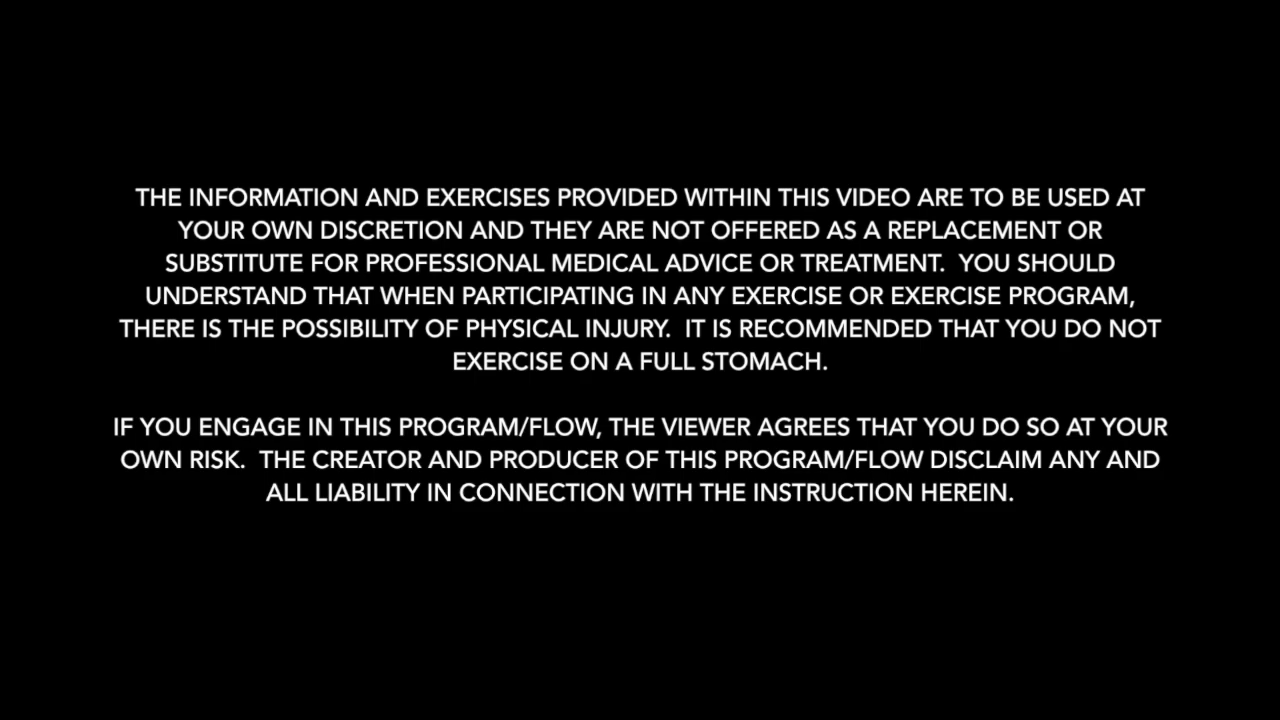 THE INFORMATION AND EXERCISES PROVIDED WITHIN THIS VIDEO ARE TO BE USED AT
YOUR OWN DISCRETION AND THEY ARE NOT OFFERED AS A REPLACEMENT OR
SUBSTITUTE FOR PROFESSIONAL MEDICAL ADVICE OR TREATMENT.  YOU SHOULD
UNDERSTAND THAT WHEN PARTICIPATING IN ANY EXERCISE OR EXERCISE PROGRAM,
THERE IS THE POSSIBILITY OF PHYSICAL INJURY.  IT IS RECOMMENDED THAT YOU DO NOT
EXERCISE ON A FULL STOMACH.
IF YOU ENGAGE IN THIS PROGRAM/FLOW, THE VIEWER AGREES THAT YOU DO SO AT YOUR
OWN RISK.  THE CREATOR AND PRODUCER OF THIS PROGRAM/FLOW DISCLAIM ANY AND
ALL LIABILITY IN CONNECTION WITH THE INSTRUCTION HEREIN.